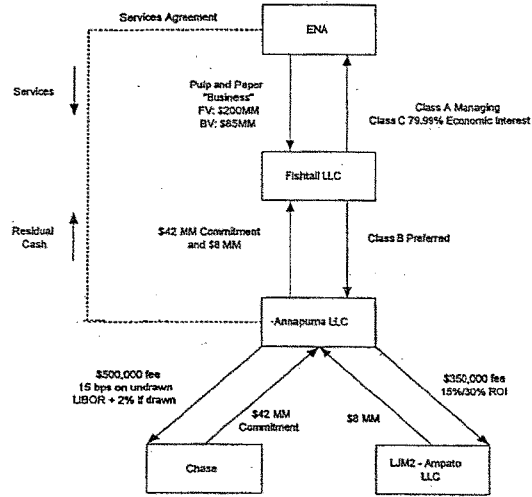 Services Agreement
ENA
Services
Pulp and Paper
"Business"
FV: $200MM
BV: $85MM
Class A Managing
Class C 79.99% Economic Interest
Fishtail LLC
Residual
Cash
$42 MM Commitment
and $8 MM
Class B Preferred
Annapurna LLC
$500,000 fee
15 bps on undrawn
LIBOR + 2% if drawn
$42 MM
Commitment
$8 MM
$350,000 fee
15%/30% ROI
Chase
LJM2 - Ampato
LLC